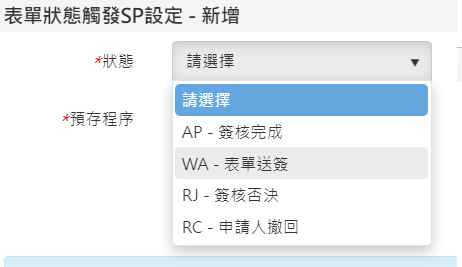 表單狀態觸發SP設定 - 新增
*狀態
請選擇
請選擇
*預存程序
AP - 簽核完成
WA - 表單送簽
RJ - 簽核否決
RC - 申請人撤回